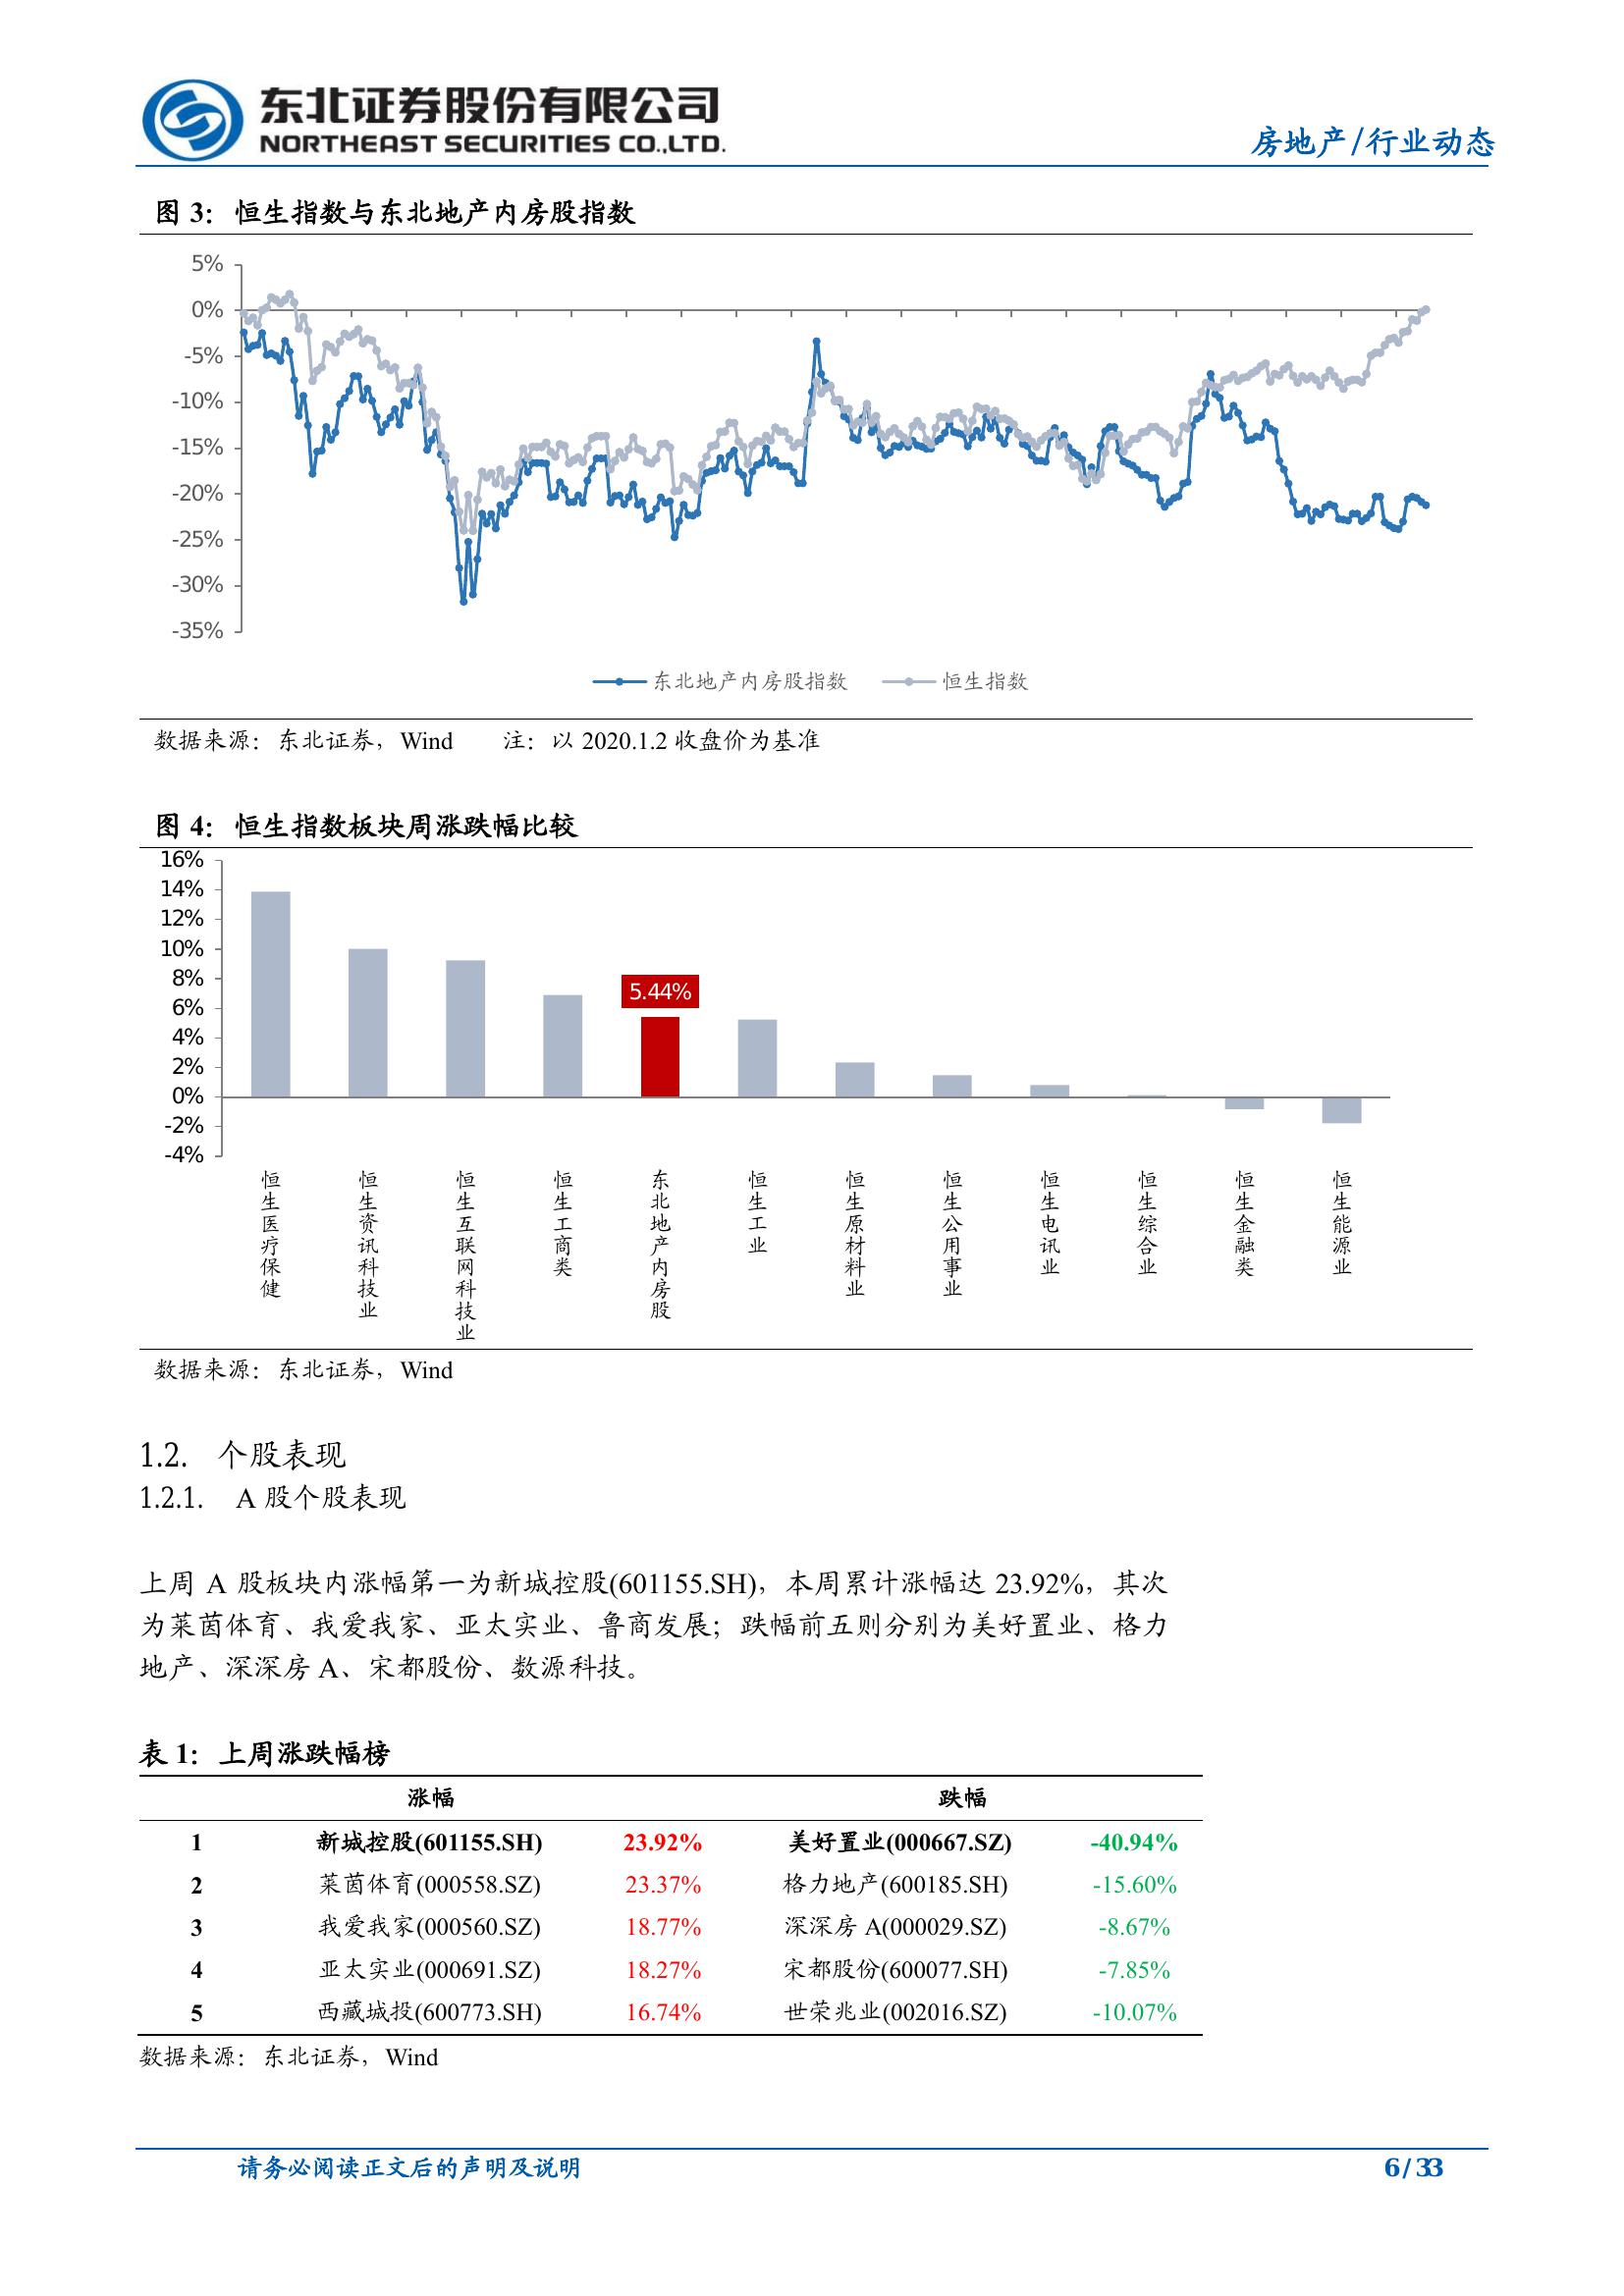 东北证券股份有限公司
NORTHEAST SECURITIES CO.,LTD.
房地产/行业动态
图 3：恒生指数与东北地产内房股指数
5%
0%
-5%
-10%
-15%
-20%
-25%
-30%
-35%
东北地产内房股指数 恒生指数
数据来源：东北证券，Wind 注：以 2020.1.2 收盘价为基准
图 4：恒生指数板块周涨跌幅比较
16%
14%
12%
10%
8%
6%
4%
2%
0%
-2%
-4%
5.44%
恒生医疗保健
恒生资讯科技业
恒生互联网科技业
恒生工商类
东北地产内房股
恒生工业
恒生原材料业
恒生公用事业
恒生电讯业
恒生综合业
恒生金融类
恒生能源业
数据来源：东北证券，Wind
1.2. 个股表现
1.2.1. A 股个股表现
上周 A 股板块内涨幅第一为新城控股(601155.SH)，本周累计涨幅达 23.92%，其次
为莱茵体育、我爱我家、亚太实业、鲁商发展；跌幅前五则分别为美好置业、格力
地产、深深房 A、宋都股份、数源科技。
表 1：上周涨跌幅榜
涨幅 跌幅
1 新城控股(601155.SH) 23.92% 美好置业(000667.SZ) -40.94%
2 莱茵体育(000558.SZ) 23.37% 格力地产(600185.SH) -15.60%
3 我爱我家(000560.SZ) 18.77% 深深房 A(000029.SZ) -8.67%
4 亚太实业(000691.SZ) 18.27% 宋都股份(600077.SH) -7.85%
5 西藏城投(600773.SH) 16.74% 世荣兆业(002016.SZ) -10.07%
数据来源：东北证券，Wind
请务必阅读正文后的声明及说明 6 / 33